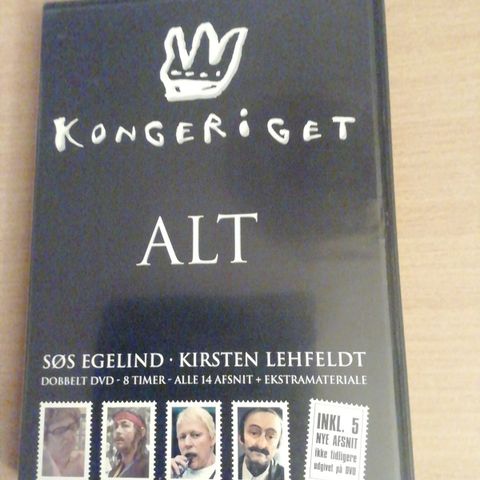 KONGERiGET
ALT
SØS EGELIND · KIRSTEN LEHFELDT
DOBBELT DVD - 8 TIMER - ALLE 14 AFSNIT + EKSTRAMATERIALE
INKL. 5
NYE AFSNIT
ikke tidligere
udgivet på DVD